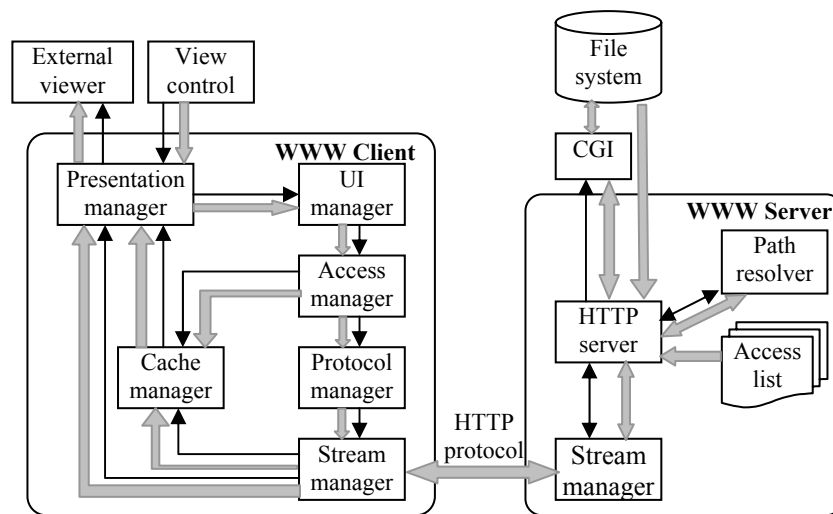 External
viewer
View
control
File
system
WWW Client
CGI
Presentation
manager
UI
manager
WWW Server
Access
manager
Path
resolver
HTTP
server
Cache
manager
Protocol
manager
Access
list
HTTP
protocol
Stream
manager
Stream
manager